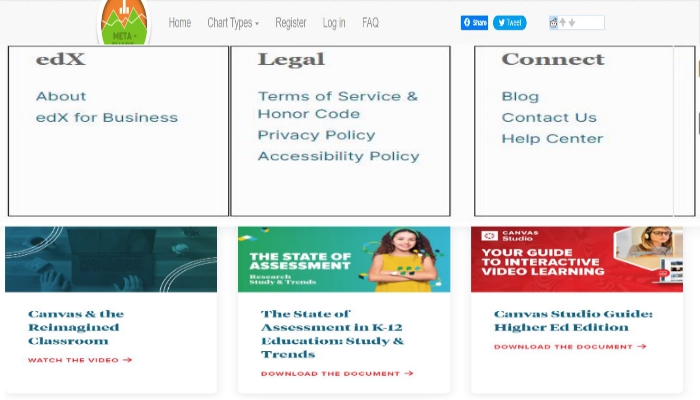 META -
Home
Chart Types
Register
Log in
FAQ
Share
Tweet
edX
About
edX for Business
Legal
Terms of Service &
Honor Code
Privacy Policy
Accessibility Policy
Connect
Blog
Contact Us
Help Center
Canvas & the
Reimagined
Classroom
WATCH THE VIDEO →
THE STATE OF
ASSESSMENT
Research
Study & Trends
The State of
Assessment in K-12
Education: Study &
Trends
DOWNLOAD THE DOCUMENT →
CANVAS
Studio
YOUR GUIDE
TO INTERACTIVE
VIDEO LEARNING
Canvas Studio Guide:
Higher Ed Edition
DOWNLOAD THE DOCUMENT →